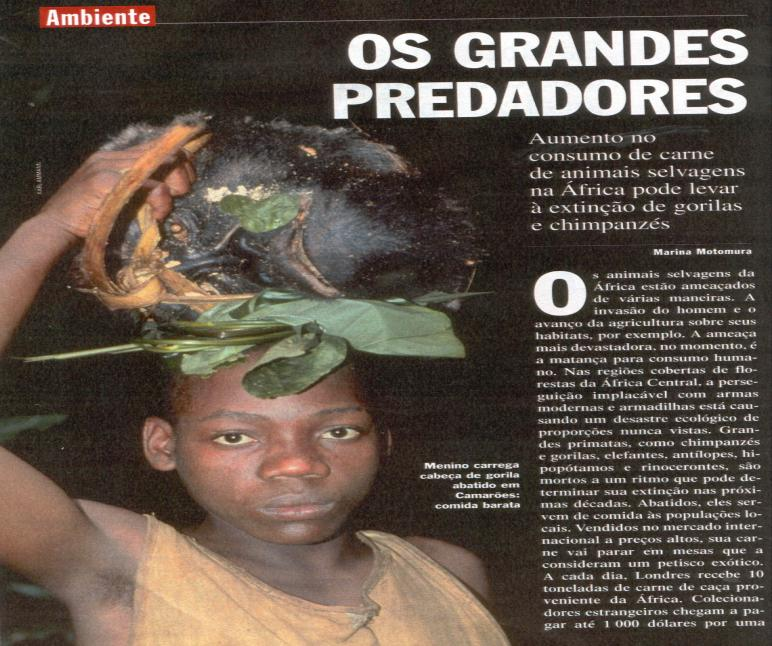 Ambiente
OS GRANDES
PREDADORES
Aumento no
consumo de carne
de animais selvagens
na África pode levar
à extinção de gorilas
e chimpanzés
Marina Motomura
Os animais selvagens da
África estão ameaçados
de várias maneiras. A
invasão do homem e o
avanço da agricultura sobre seus
habitats, por exemplo. A ameaça
mais devastadora, no momento, é
a matança para consumo huma-
no. Nas regiões cobertas de flo-
restas da África Central, a perse-
guição implacável com armas
modernas e armadilhas está cau-
sando um desastre ecológico de
proporções nunca vistas. Gran-
des primatas, como chimpanzés
e gorilas, elefantes, antílopes, hi-
popótamos e rinocerontes, são
mortos a um ritmo que pode de-
terminar sua extinção nas próxi-
mas décadas. Abatidos, eles ser-
vem de comida às populações lo-
cais. Vendidos no mercado inter-
nacional a preços altos, sua car-
ne vai parar em mesas que a
consideram um petisco exótico.
A cada dia, Londres recebe 10
toneladas de carne de caça pro-
veniente da África. Coleciona-
dores estrangeiros chegam a pa-
gar até 1 000 dólares por uma
Menino carrega
cabeça de gorila
abatido em
Camarões:
comida barata